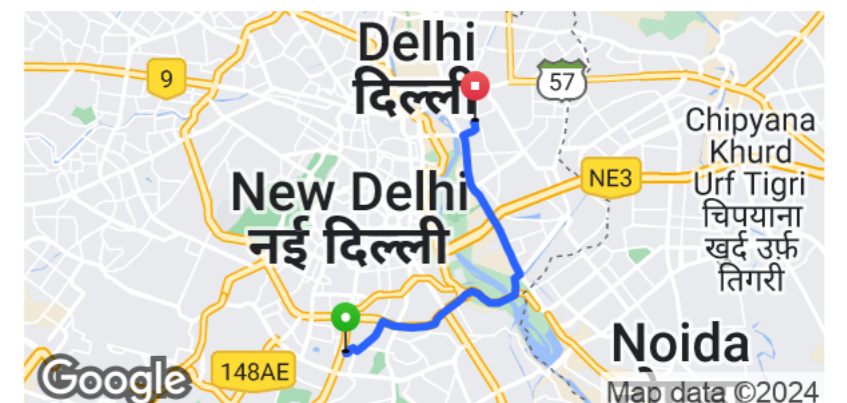 Delhi
दिल्ली
9
57
Chipyana
Khurd
Urf Tigri
चिपयाना
खुर्द उर्फ़
तिगरी
NE3
New Delhi
नई दिल्ली
Noida
148AE
Google
Map data ©2024